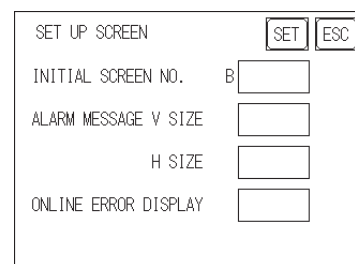 SET UP SCREEN SET ESC
INITIAL SCREEN NO. B
ALARM MESSAGE V SIZE
H SIZE
ONLINE ERROR DISPLAY